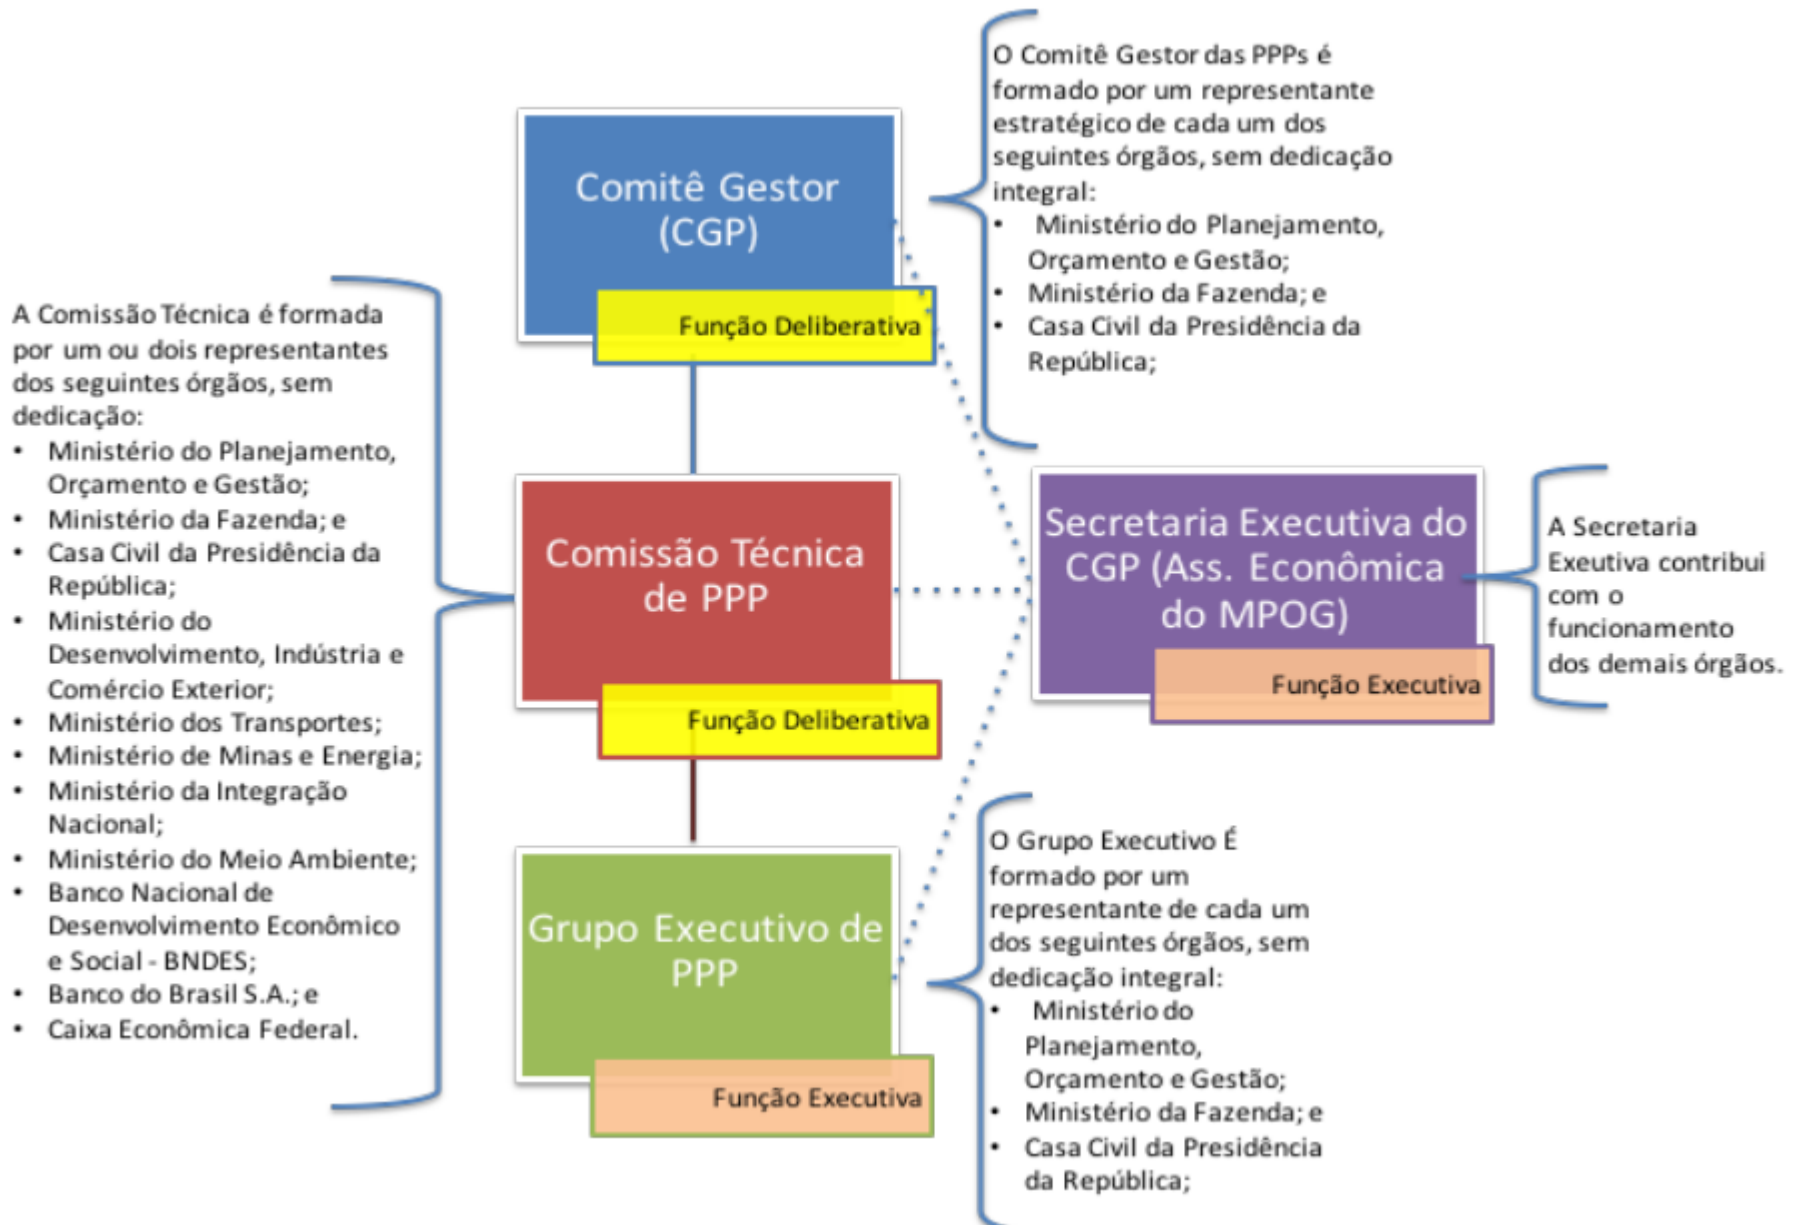 O Comitê Gestor das PPPs é
formado por um representante
estratégico de cada um dos
seguintes órgãos, sem dedicação
integral:
• Ministério do Planejamento,
Orçamento e Gestão;
• Ministério da Fazenda; e
• Casa Civil da Presidência da
República;
Comitê Gestor
(CGP)
Função Deliberativa
A Comissão Técnica é formada
por um ou dois representantes
dos seguintes órgãos, sem
dedicação:
• Ministério do Planejamento,
Orçamento e Gestão;
• Ministério da Fazenda; e
• Casa Civil da Presidência da
República;
• Ministério do
Desenvolvimento, Indústria e
Comércio Exterior;
• Ministério dos Transportes;
• Ministério de Minas e Energia;
• Ministério da Integração
Nacional;
• Ministério do Meio Ambiente;
• Banco Nacional de
Desenvolvimento Econômico
e Social - BNDES;
• Banco do Brasil S.A.; e
• Caixa Econômica Federal.
Comissão Técnica
de PPP
Função Deliberativa
Secretaria Executiva do
CGP (Ass. Econômica
do MPOG)
Função Executiva
A Secretaria
Exeutiva contribui
com o
funcionamento
dos demais órgãos.
Grupo Executivo de
PPP
Função Executiva
O Grupo Executivo É
formado por um
representante de cada um
dos seguintes órgãos, sem
dedicação integral:
• Ministério do
Planejamento,
Orçamento e Gestão;
• Ministério da Fazenda; e
• Casa Civil da Presidência
da República;